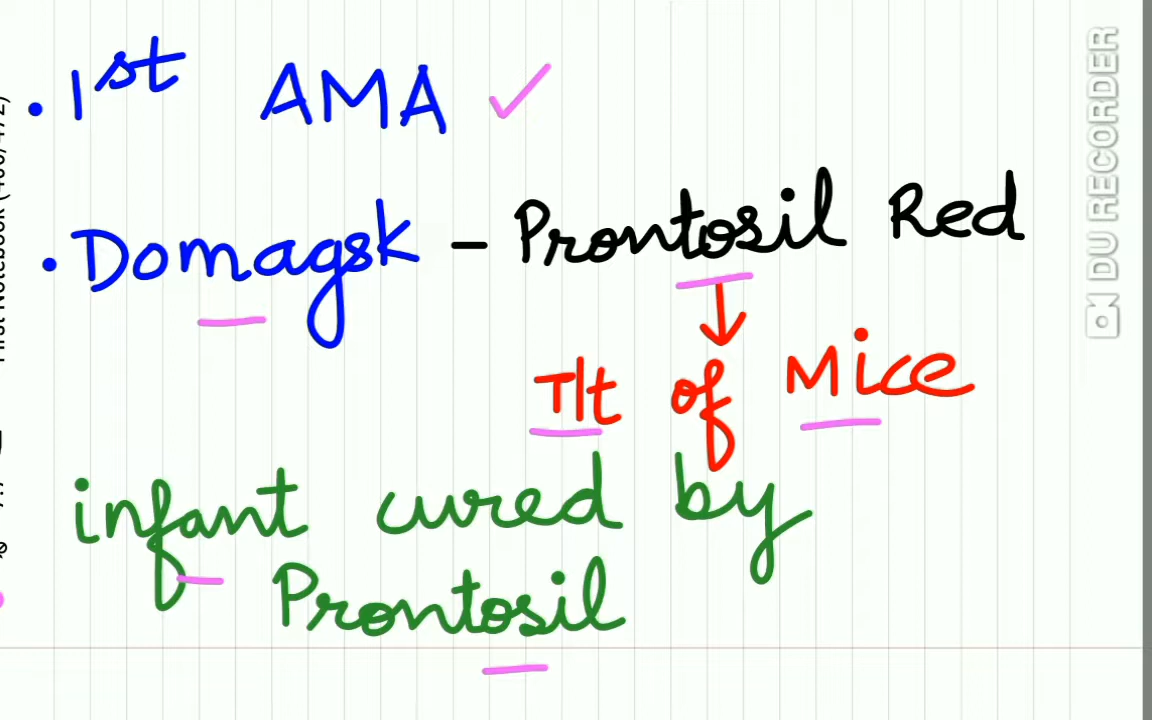 • 1st AMA ✓
• Domagsk – Prontosil Red
↓
T/t of Mice
infant cured by
Prontosil
DU RECORDER